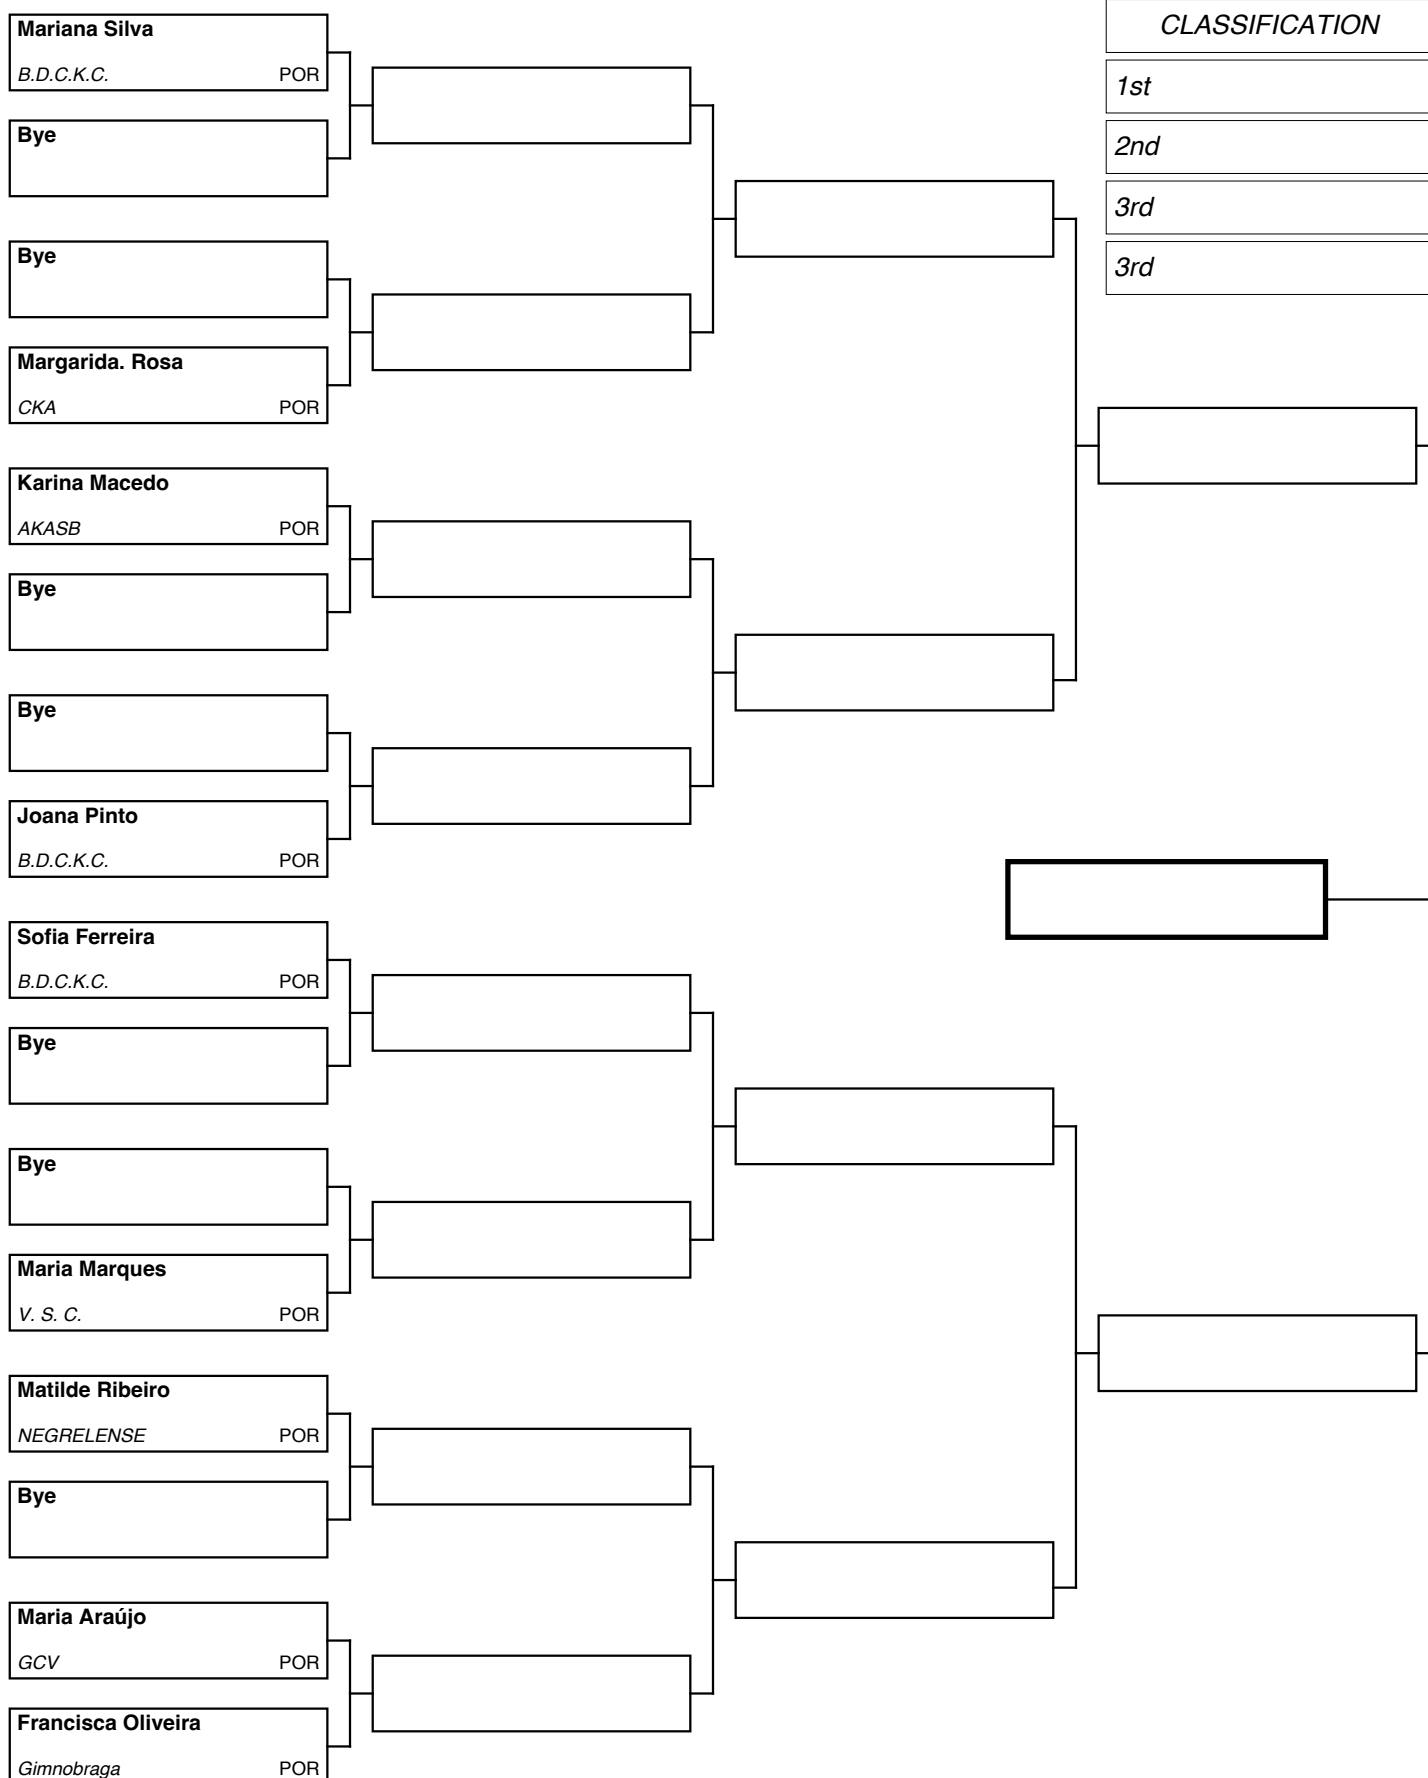 Mariana Silva
B.D.C.K.C. POR
Bye
Bye
Margarida. Rosa
CKA POR
Karina Macedo
AKASB POR
Bye
Bye
Joana Pinto
B.D.C.K.C. POR
Sofia Ferreira
B.D.C.K.C. POR
Bye
Bye
Maria Marques
V. S. C. POR
Matilde Ribeiro
NEGRELENSE POR
Bye
Maria Araújo
GCV POR
Francisca Oliveira
Gimnobraga POR
CLASSIFICATION
1st
2nd
3rd
3rd